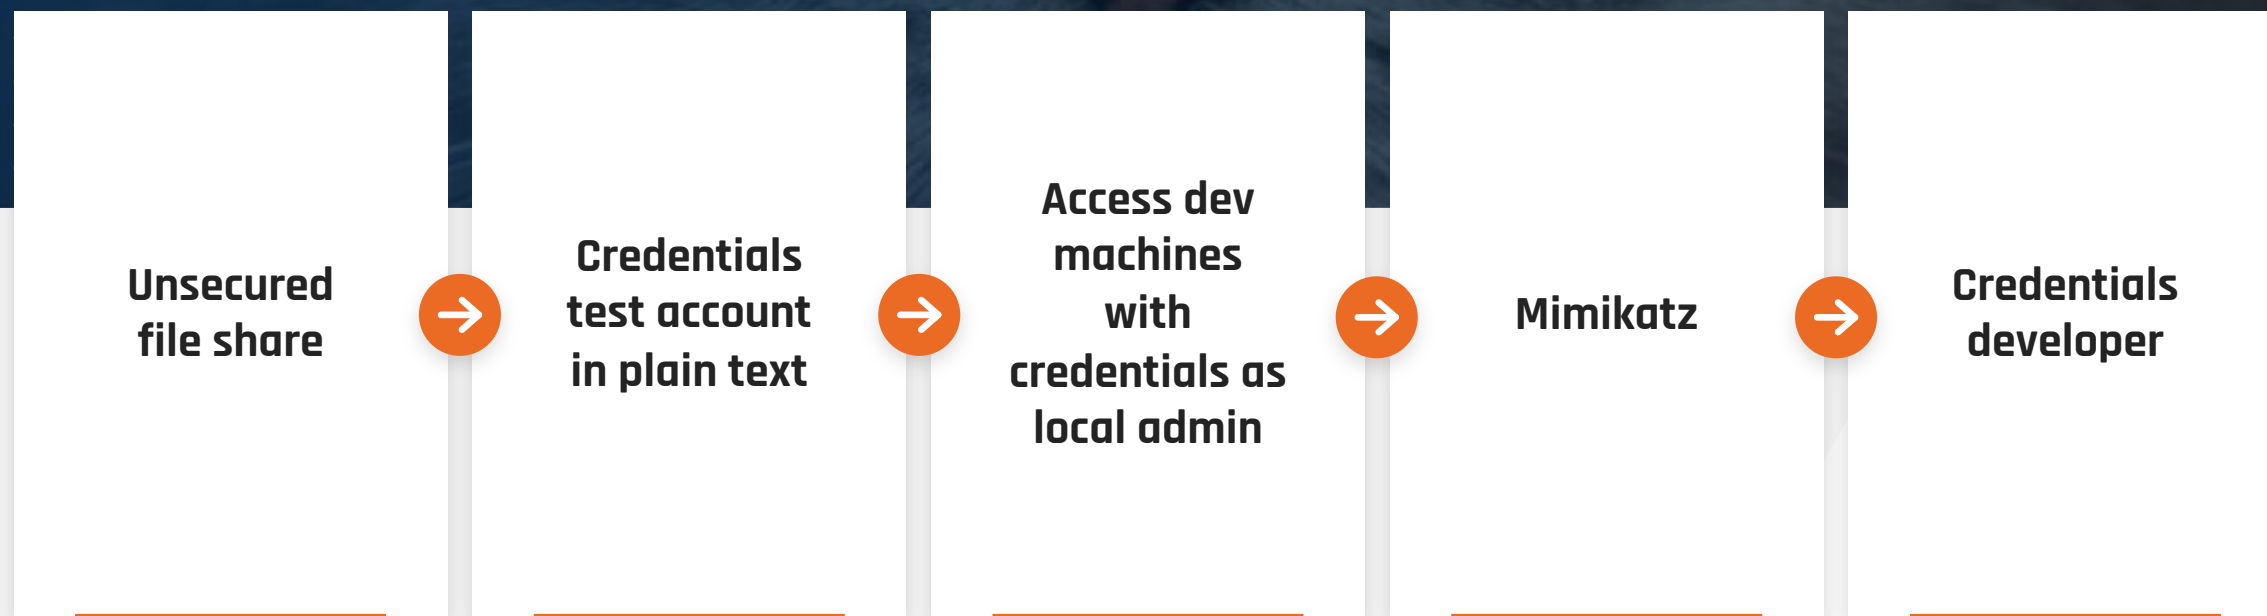 Unsecured
file share
Credentials
test account
in plain text
Access dev
machines
with
credentials as
local admin
Mimikatz
Credentials
developer